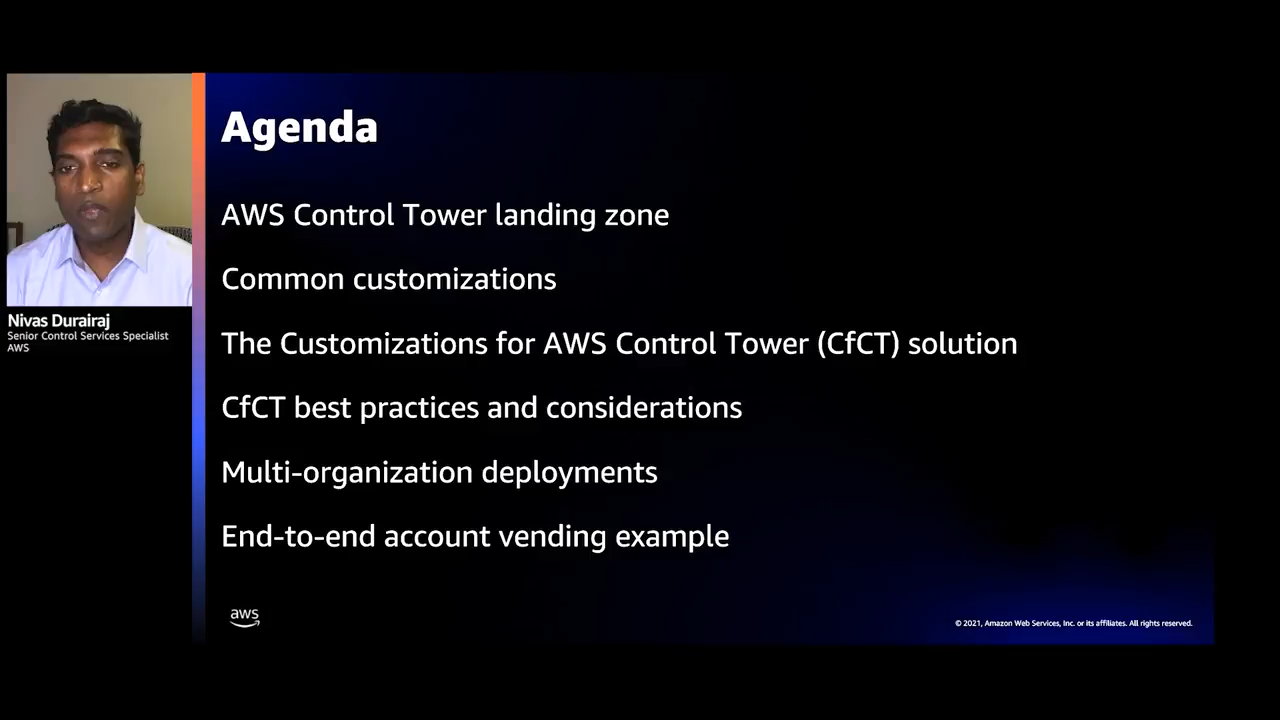 Agenda
AWS Control Tower landing zone
Common customizations
The Customizations for AWS Control Tower (CfCT) solution
CfCT best practices and considerations
Multi-organization deployments
End-to-end account vending example
Nivas Durairaj
Senior Control Services Specialist
AWS
aws
© 2021, Amazon Web Services, Inc. or its affiliates. All rights reserved.